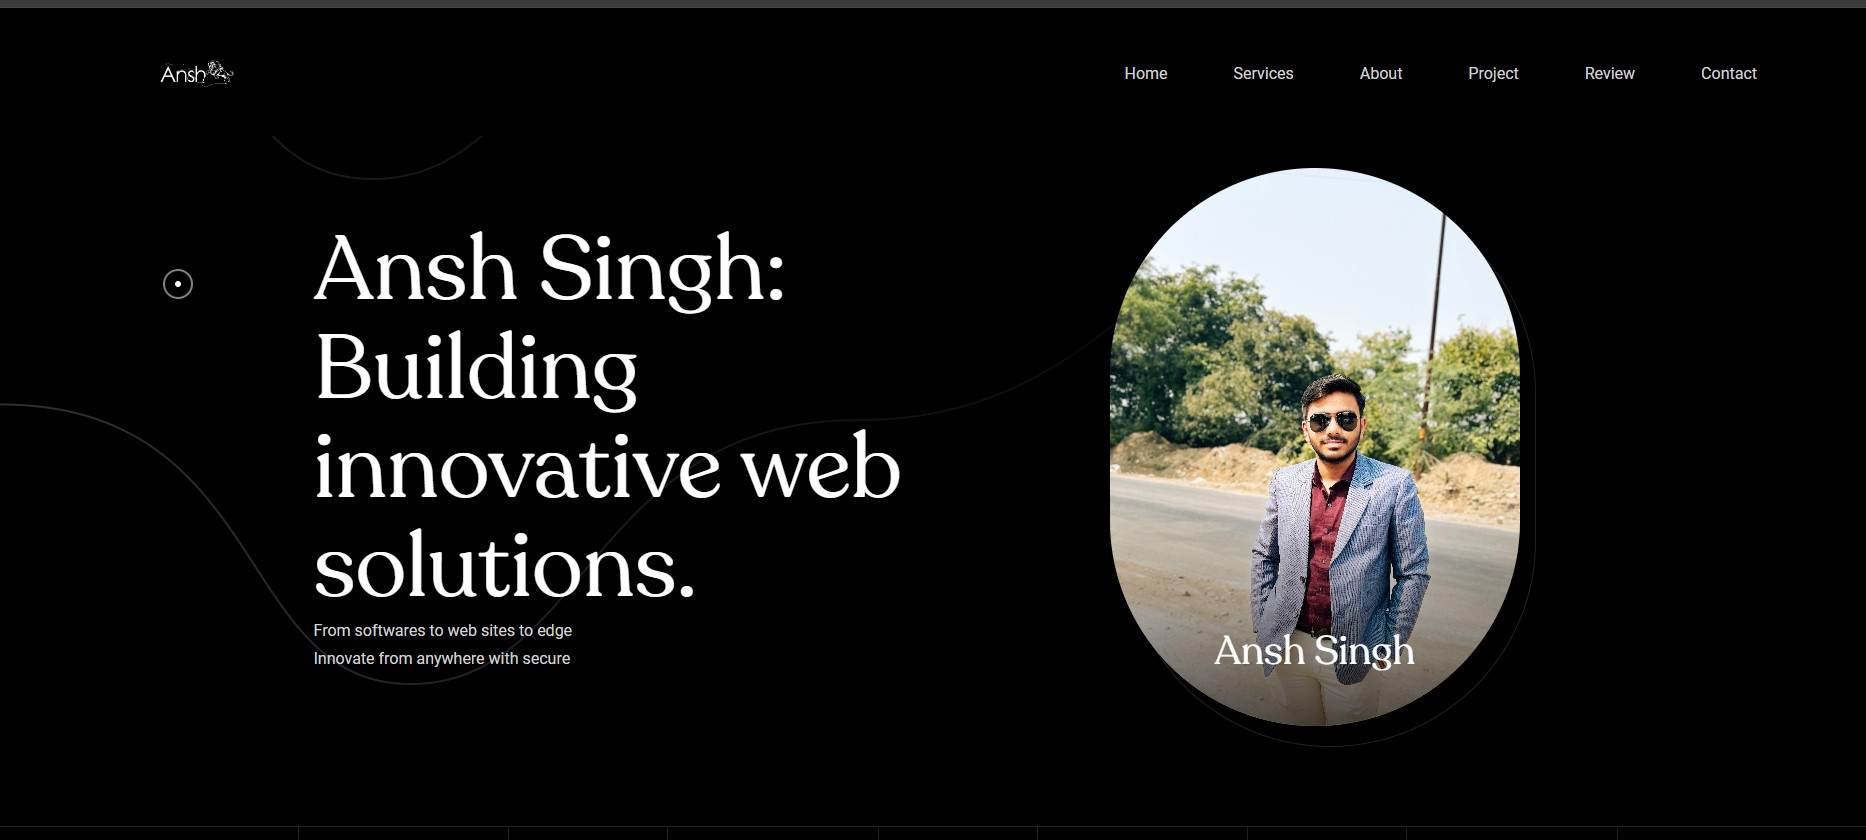 Ansh
Home Services About Project Review Contact
Ansh Singh:
Building
innovative web
solutions.
From softwares to web sites to edge
Innovate from anywhere with secure
Ansh Singh